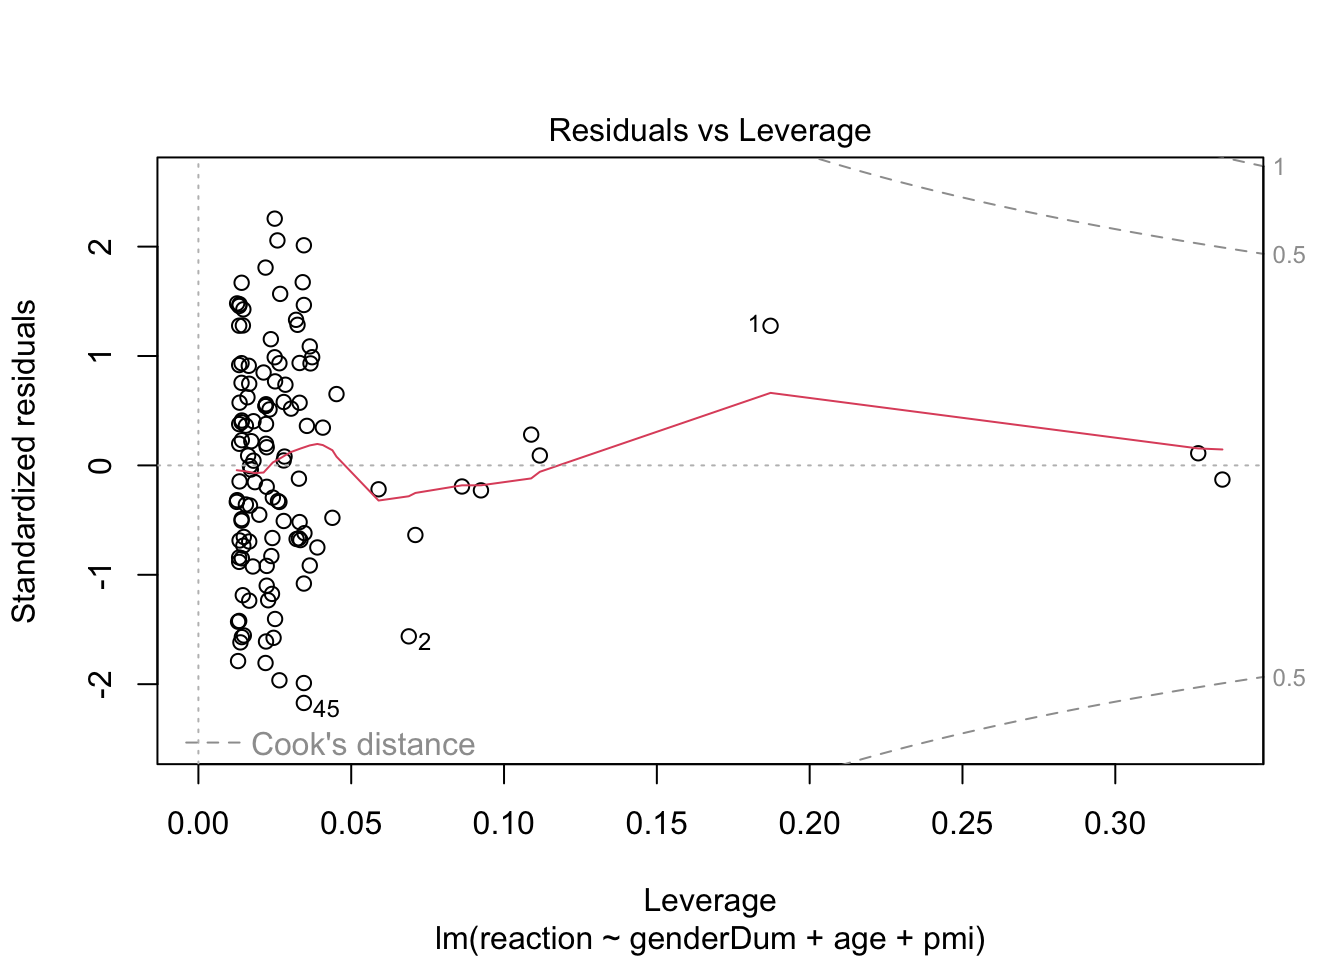 Residuals vs Leverage
Standardized residuals
2
1
0
-1
-2
1
2
45
1
0.5
0.5
Cook's distance
0.00 0.05 0.10 0.15 0.20 0.25 0.30
Leverage
lm(reaction ~ genderDum + age + pmi)